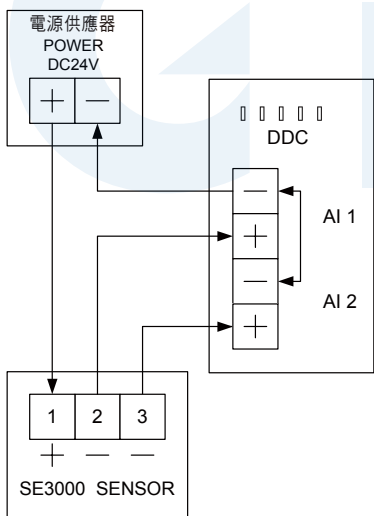 電源供應器
POWER
DC24V
+ −
DDC
−
+
AI 1
−
+
AI 2
1 2 3
+ − −
SE3000 SENSOR